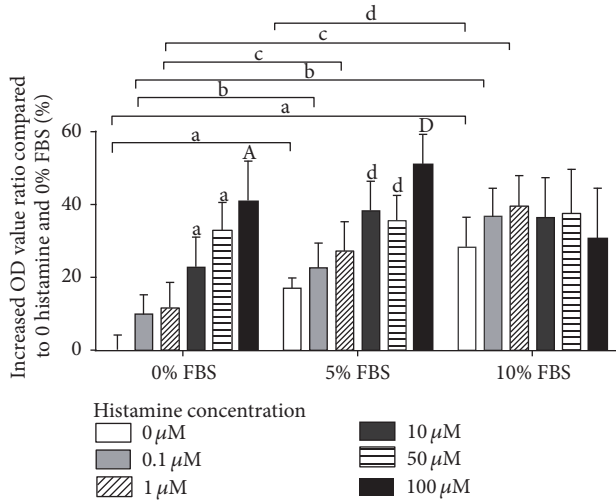 d
c
c
b
b
a
a
Increased OD value ratio compared
to 0 histamine and 0% FBS (%)
60
40
20
0
a
a
A
d
d
D
0% FBS
5% FBS
10% FBS
Histamine concentration
0 μM
0.1 μM
1 μM
10 μM
50 μM
100 μM